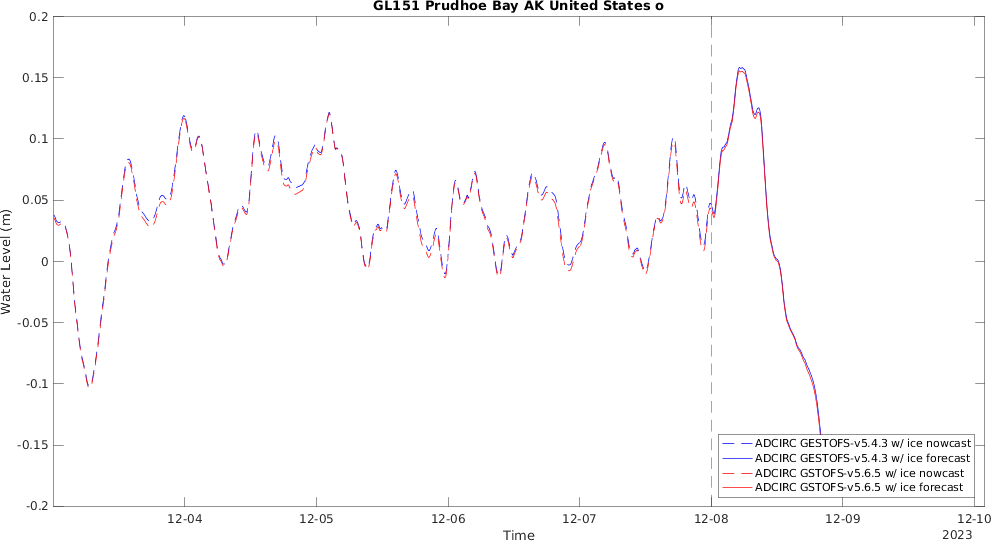 GL151 Prudhoe Bay AK United States o
0.2
0.15
0.1
0.05
0
-0.05
-0.1
-0.15
-0.2
Water Level (m)
ADCIRC GESTOFS-v5.4.3 w/ ice nowcast
ADCIRC GESTOFS-v5.4.3 w/ ice forecast
ADCIRC GSTOFS-v5.6.5 w/ ice nowcast
ADCIRC GSTOFS-v5.6.5 w/ ice forecast
12-04 12-05 12-06 12-07 12-08 12-09 12-10
Time
2023